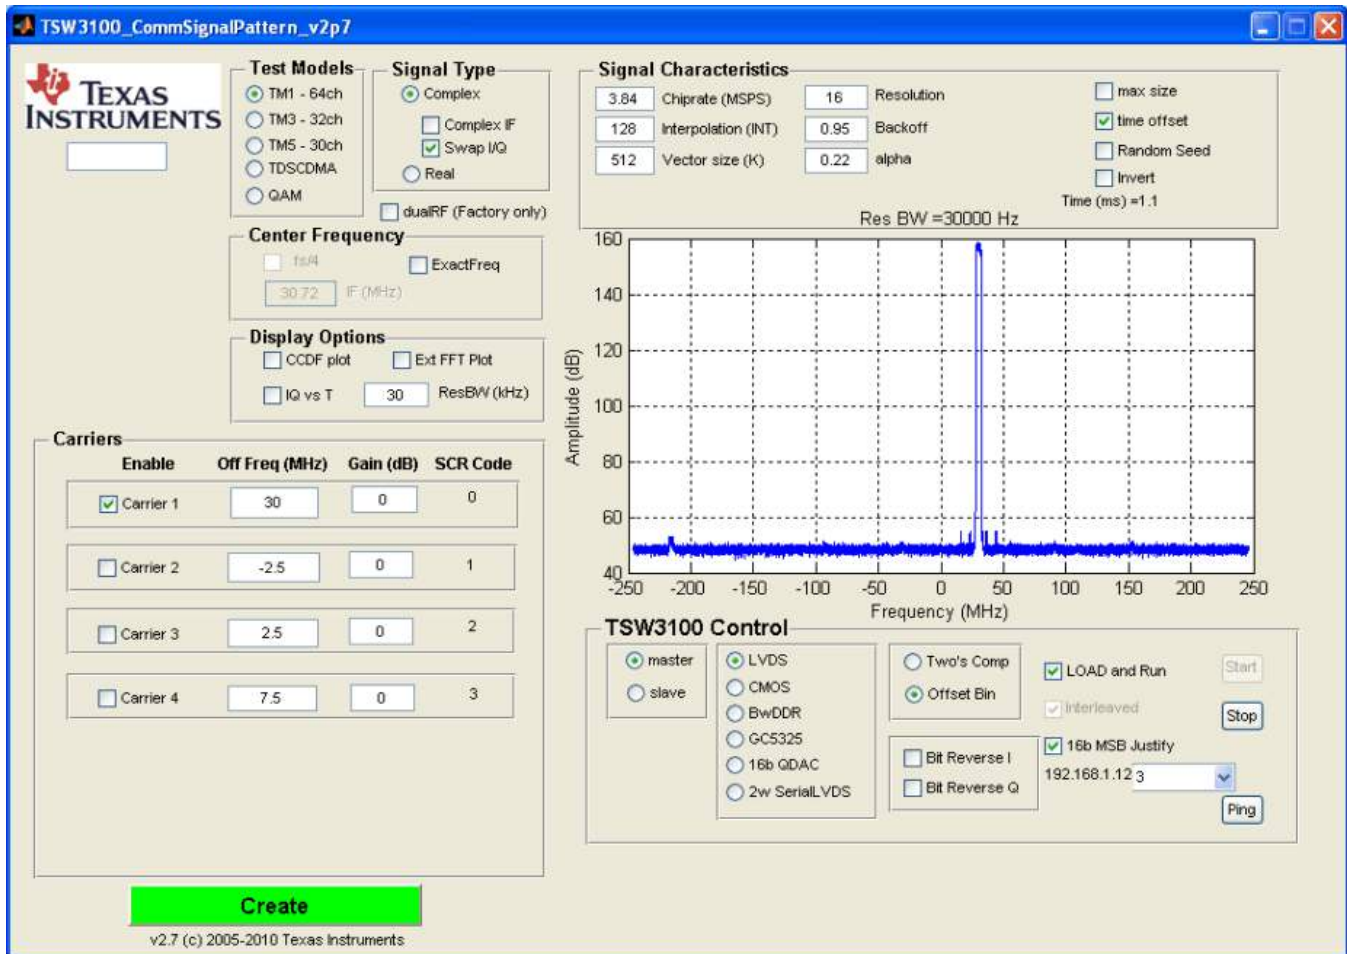 TSW3100_CommSignalPattern_v2p7
TEXAS
INSTRUMENTS
Test Models
TM1 - 64ch
TM3 - 32ch
TM5 - 30ch
TDSCDMA
QAM
Signal Type
Complex
Complex IF
Swap I/Q
Real
dualRF (Factory only)
Center Frequency
fs/4
ExactFreq
30.72 IF (MHz)
Display Options
CCDF plot
Ext FFT Plot
IQ vs T
30 ResBW (kHz)
Signal Characteristics
3.84 Chiprate (MSPS)
16 Resolution
max size
128 Interpolation (INT)
0.95 Backoff
time offset
512 Vector size (K)
0.22 alpha
Random Seed
Invert
Time (ms) =1.1
Res BW =30000 Hz
160
140
120
100
80
60
40
Amplitude (dB)
-250 -200 -150 -100 -50 0 50 100 150 200 250
Frequency (MHz)
Carriers
Enable Off Freq (MHz) Gain (dB) SCR Code
Carrier 1 30 0 0
Carrier 2 -2.5 0 1
Carrier 3 2.5 0 2
Carrier 4 7.5 0 3
TSW3100 Control
master
slave
LVDS
CMOS
BwDDR
GC5325
16b QDAC
2w SerialLVDS
Two's Comp
Offset Bin
Bit Reverse I
Bit Reverse Q
LOAD and Run
Interleaved
16b MSB Justify
192.168.1.12 3
Start
Stop
Ping
Create
v2.7 (c) 2005-2010 Texas Instruments